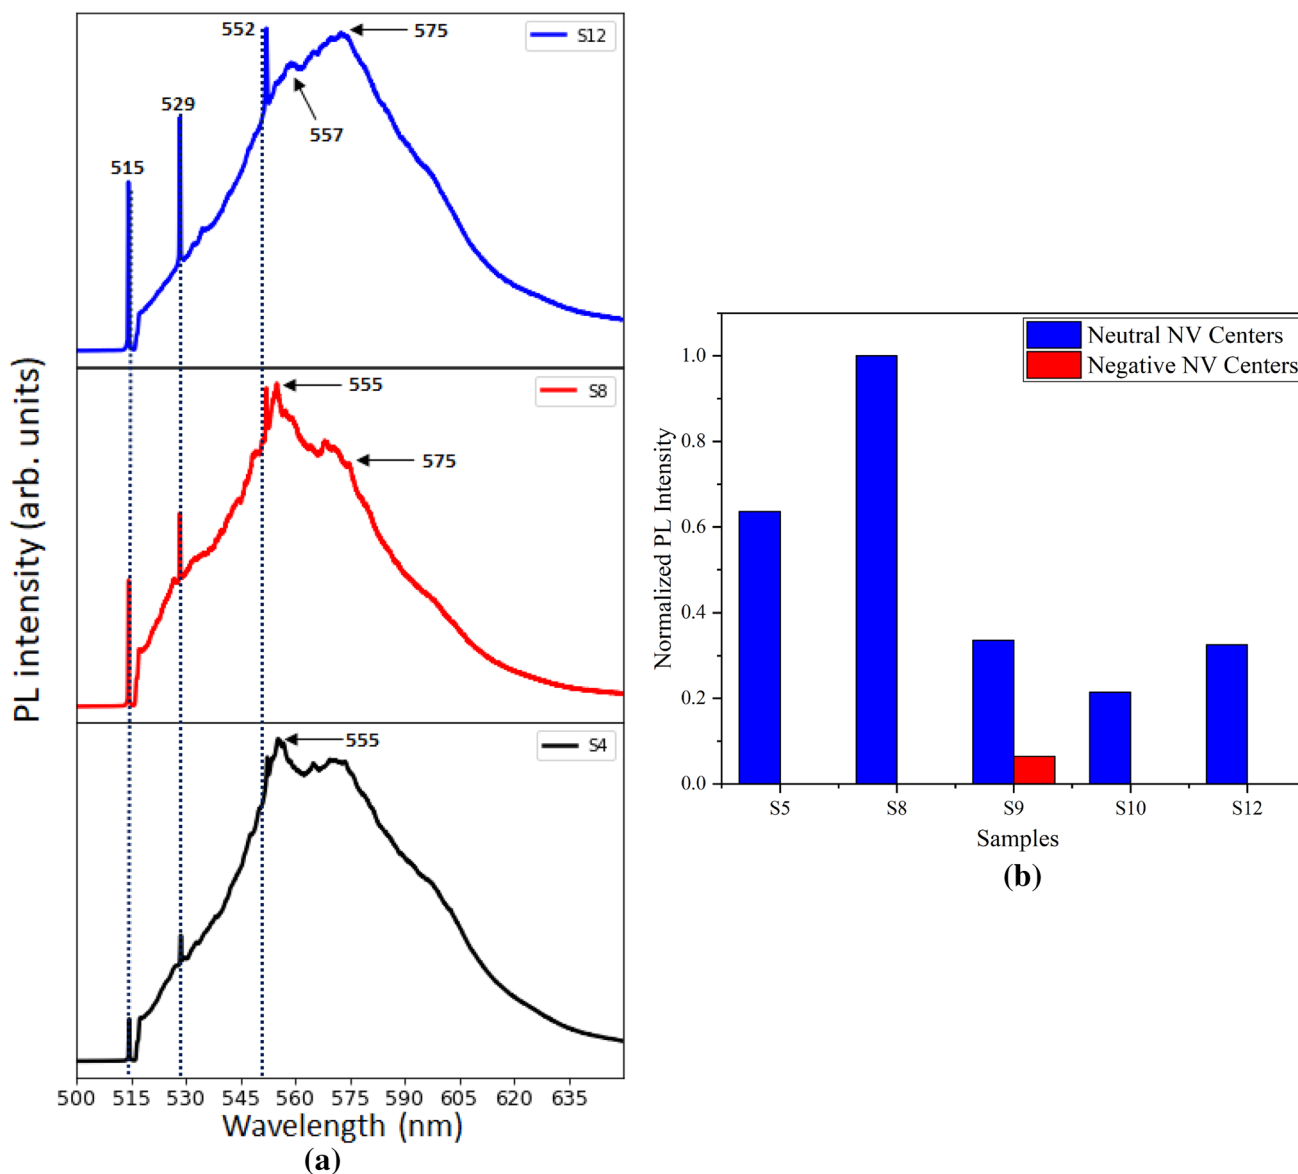 552
575
S12
529
557
515
PL intensity (arb. units)
555
S8
575
555
S4
500 515 530 545 560 575 590 605 620 635
Wavelength (nm)
(a)
Neutral NV Centers
Negative NV Centers
Normalized PL Intensity
1.0
0.8
0.6
0.4
0.2
0.0
S5 S8 S9 S10 S12
Samples
(b)